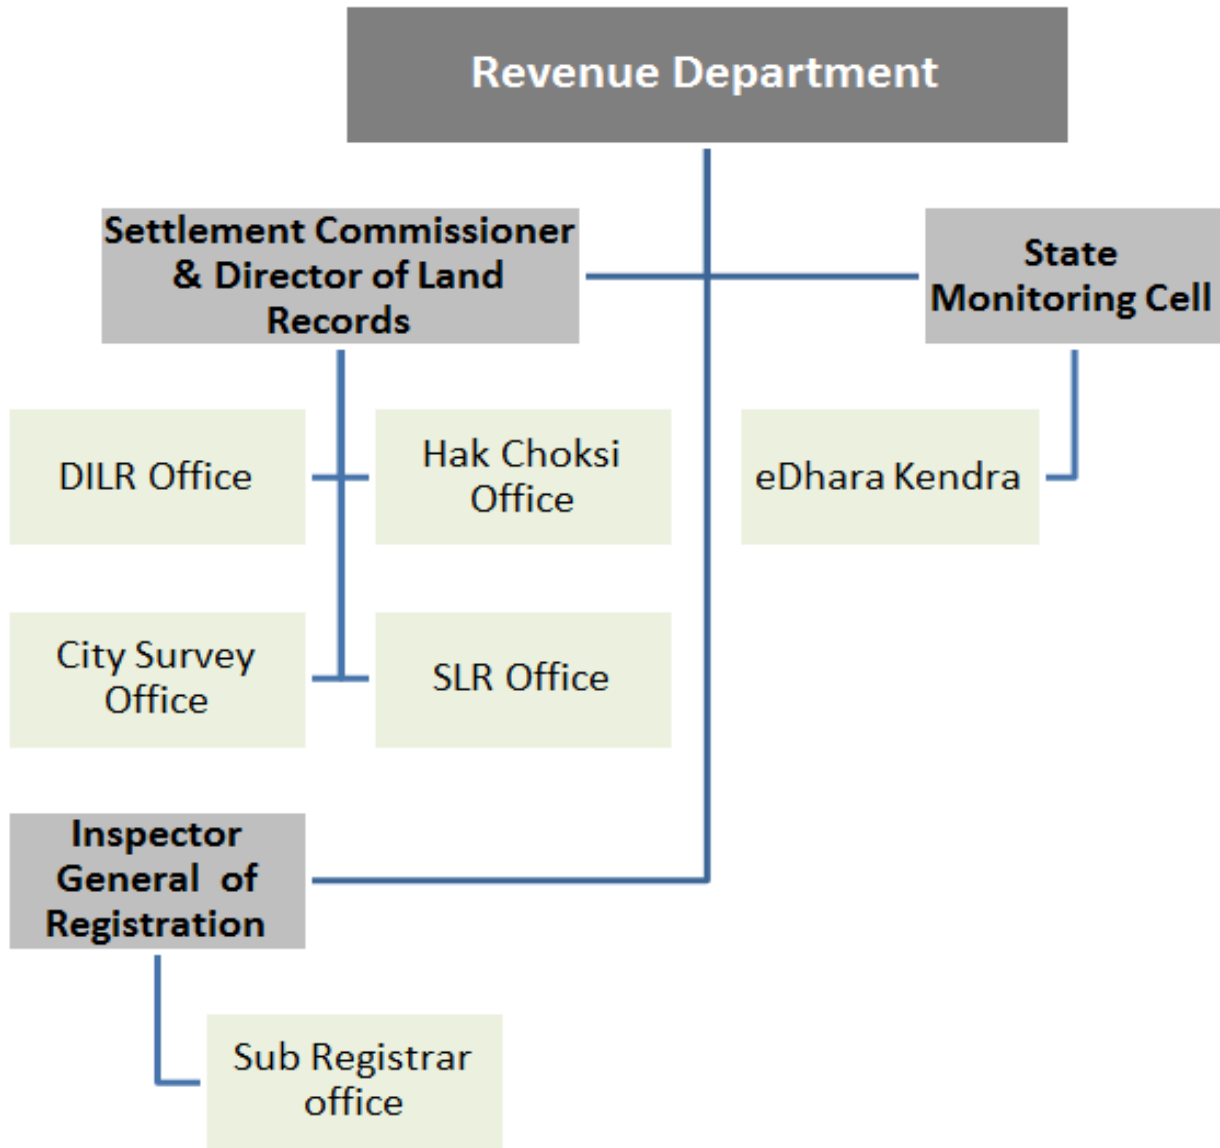 Revenue Department
Settlement Commissioner
& Director of Land
Records
State
Monitoring Cell
DILR Office
Hak Choksi
Office
eDhara Kendra
City Survey
Office
SLR Office
Inspector
General of
Registration
Sub Registrar
office